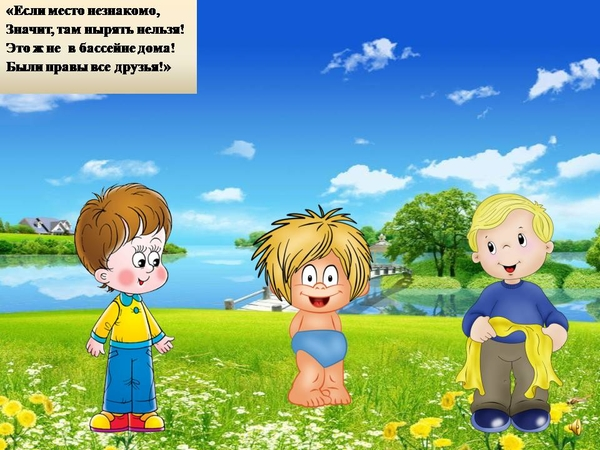 «Если место незнакомо,
Значит, там нырять нельзя!
Это ж не в бассейне дома!
Были правы все друзья!»